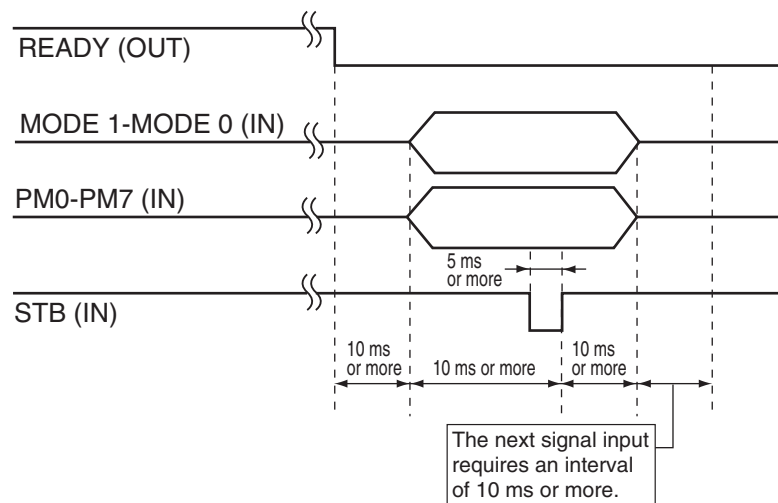 READY (OUT)
MODE 1-MODE 0 (IN)
PM0-PM7 (IN)
5 ms
or more
STB (IN)
10 ms
or more
10 ms or more
10 ms
or more
The next signal input
requires an interval
of 10 ms or more.